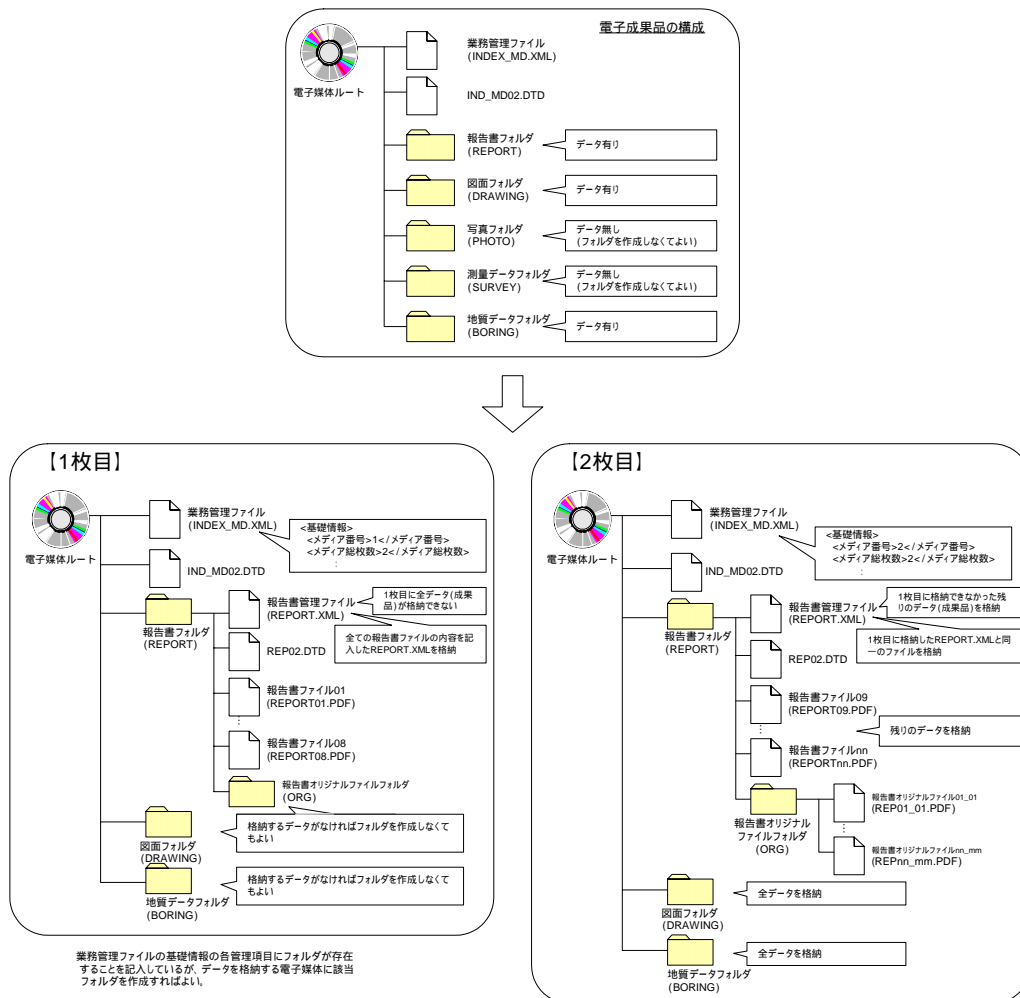 電子成果品の構成
電子媒体ルート
業務管理ファイル
(INDEX_MD.XML)
IND_MD02.DTD
報告書フォルダ
(REPORT)
データ有り
図面フォルダ
(DRAWING)
データ有り
写真フォルダ
(PHOTO)
データ無し
(フォルダを作成しなくてよい)
測量データフォルダ
(SURVEY)
データ無し
(フォルダを作成しなくてよい)
地質データフォルダ
(BORING)
データ有り
【1枚目】
電子媒体ルート
業務管理ファイル
(INDEX_MD.XML)
<基礎情報>
<メディア番号>1</メディア番号>
<メディア総枚数>2</メディア総枚数>
:
IND_MD02.DTD
報告書フォルダ
(REPORT)
報告書管理ファイル
(REPORT.XML)
1枚目に全データ(成果
品)が格納できない
全ての報告書ファイルの内容を記
入したREPORT.XMLを格納
REP02.DTD
報告書ファイル01
(REPORT01.PDF)
⋮
報告書ファイル08
(REPORT08.PDF)
報告書オリジナルファイルフォルダ
(ORG)
格納するデータがなければフォルダを作成しなくて
もよい
図面フォルダ
(DRAWING)
格納するデータがなければフォルダを作成しなくて
もよい
地質データフォルダ
(BORING)
業務管理ファイルの基礎情報の各管理項目にフォルダが存在
することを記入しているが、データを格納する電子媒体に該当
フォルダを作成すればよい。
【2枚目】
電子媒体ルート
業務管理ファイル
(INDEX_MD.XML)
<基礎情報>
<メディア番号>2</メディア番号>
<メディア総枚数>2</メディア総枚数>
:
IND_MD02.DTD
報告書フォルダ
(REPORT)
報告書管理ファイル
(REPORT.XML)
1枚目に格納できなかった残
りのデータ(成果品)を格納
1枚目に格納したREPORT.XMLと同
一のファイルを格納
REP02.DTD
報告書ファイル09
(REPORT09.PDF)
⋮
残りのデータを格納
報告書ファイルnn
(REPORTnn.PDF)
報告書オリジナル
ファイルフォルダ
(ORG)
報告書オリジナルファイル01_01
(REP01_01.PDF)
⋮
報告書オリジナルファイルnn_mm
(REPnn_mm.PDF)
図面フォルダ
(DRAWING)
全データを格納
地質データフォルダ
(BORING)
全データを格納